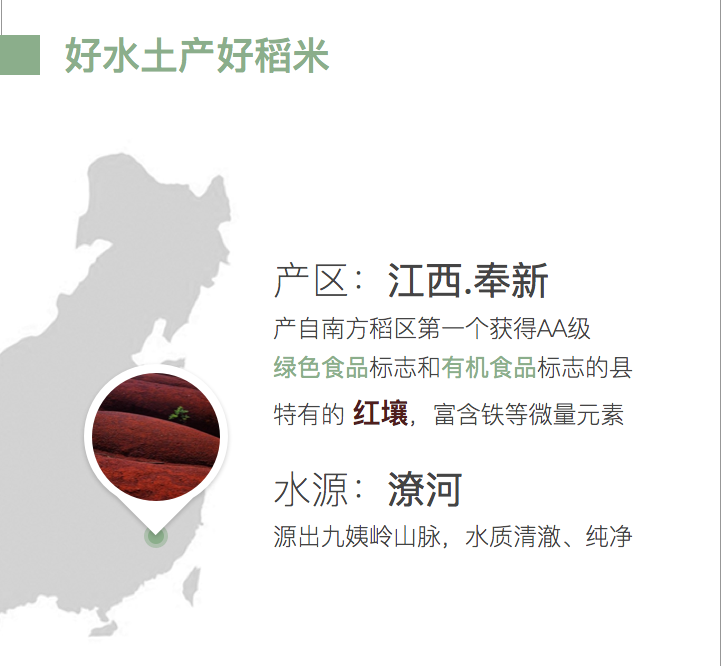 好水土产好稻米
产区：江西.奉新
产自南方稻区第一个获得AA级
绿色食品标志和有机食品标志的县
特有的 红壤，富含铁等微量元素
水源：潦河
源出九姨岭山脉，水质清澈、纯净